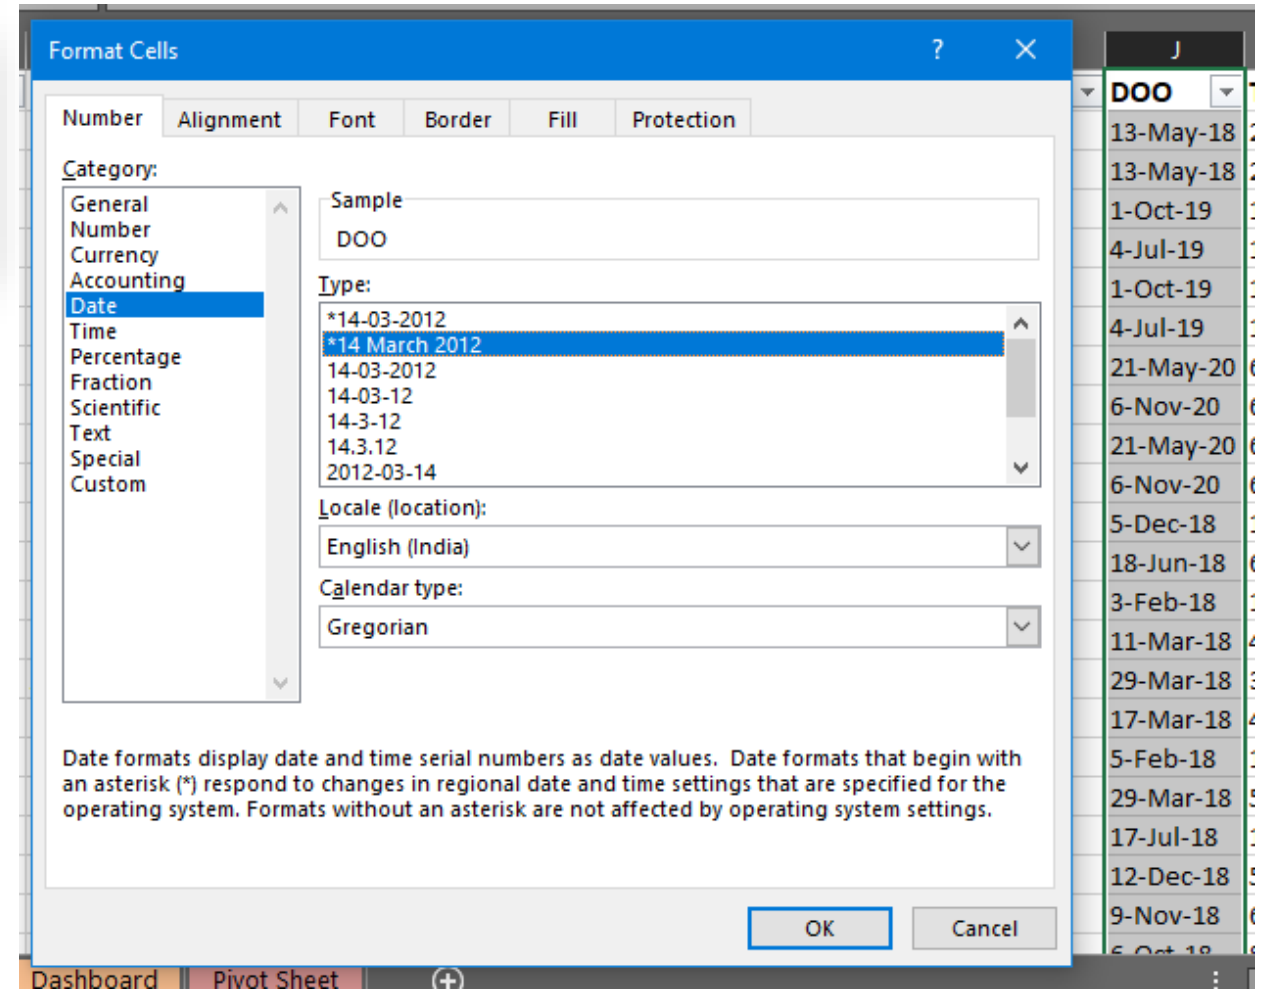 Format Cells ?
J
Number Alignment Font Border Fill Protection
Category:
General
Number
Currency
Accounting
Date
Time
Percentage
Fraction
Scientific
Text
Special
Custom
Sample
DOO
Type:
*14-03-2012
*14 March 2012
14-03-2012
14-03-12
14-3-12
14.3.12
2012-03-14
Locale (location):
English (India)
Calendar type:
Gregorian
Date formats display date and time serial numbers as date values. Date formats that begin with
an asterisk (*) respond to changes in regional date and time settings that are specified for the
operating system. Formats without an asterisk are not affected by operating system settings.
OK Cancel
DOO
13-May-18
13-May-18
1-Oct-19
4-Jul-19
1-Oct-19
4-Jul-19
21-May-20
6-Nov-20
21-May-20
6-Nov-20
5-Dec-18
18-Jun-18
3-Feb-18
11-Mar-18
29-Mar-18
17-Mar-18
5-Feb-18
29-Mar-18
17-Jul-18
12-Dec-18
9-Nov-18
6-Oct-18
Dashboard Pivot Sheet